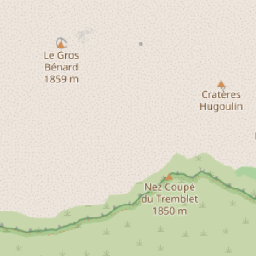 Le Gros
Bénard
1859 m
Cratères
Hugoulin
Nez Coupé
du Tremblet
1850 m